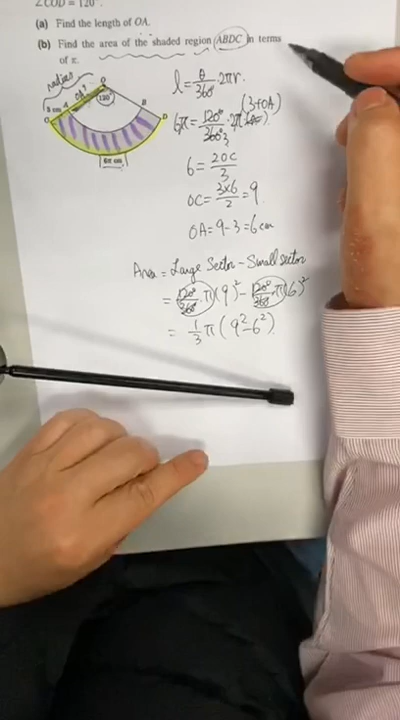 ∠COD = 120°.
(a) Find the length of OA.
(b) Find the area of the shaded region ABDC in terms
of π.
radius
OA?
O
3 cm
A
120°
B
C
D
6π cm
l = θ/360° · 2πr.
(3+OA)
6π = 120°/360° · 2π
3
6 = 2OC/3
OC = 3×6/2 = 9
OA = 9-3 = 6cm
Area = Large Sector - Small sector
= 120°/360° · π(9)² - 120°/360° · π(6)²
= 1/3 π (9²-6²)